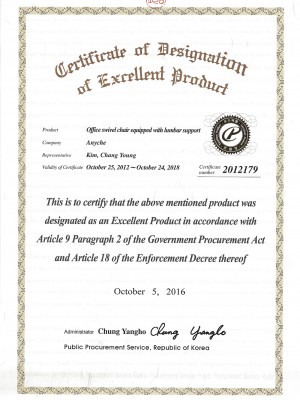 Certificate of Designation
of Excellent Product
Product Office swivel chair equipped with lumbar support
Company Anyche
Representative Kim, Chang Young
Validity of Certificate October 25, 2012 ~ October 24, 2018
Certificate number 2012179
This is to certify that the above mentioned product was
designated as an Excellent Product in accordance with
Article 9 Paragraph 2 of the Government Procurement Act
and Article 18 of the Enforcement Decree thereof
October 5, 2016
Administrator Chung Yangho Chung Yangho
Public Procurement Service, Republic of Korea